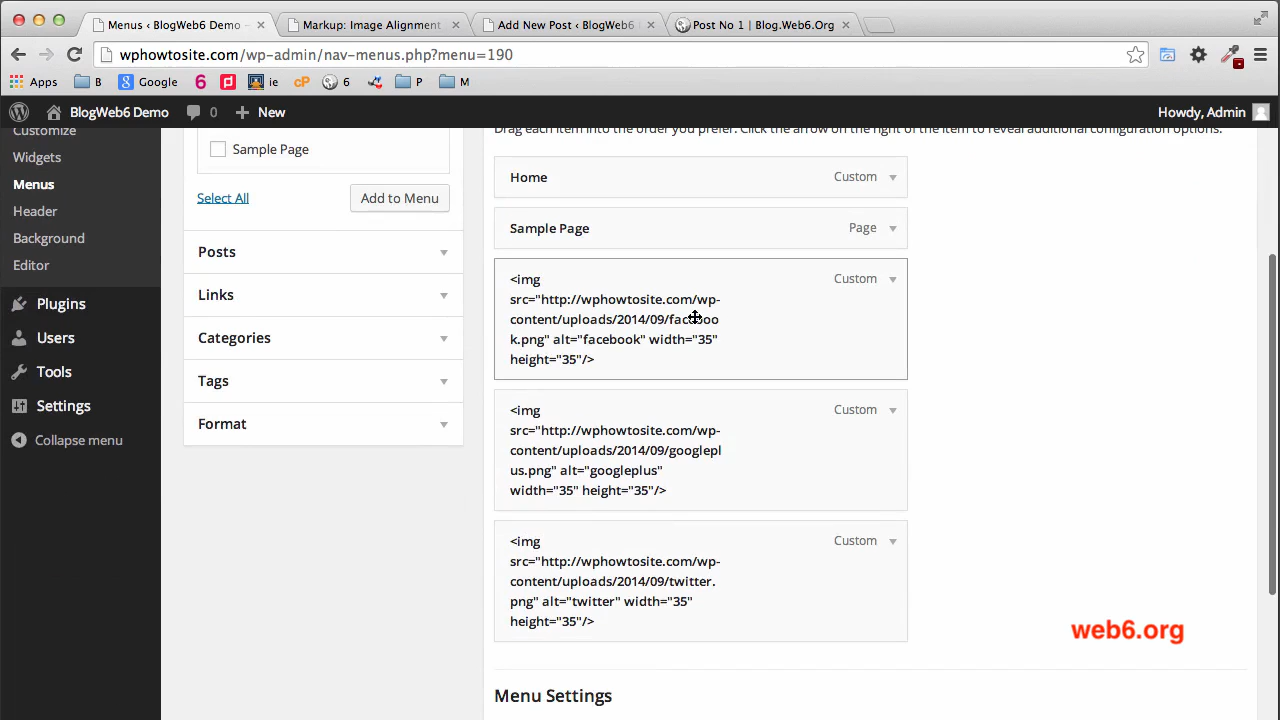 Menus ‹ BlogWeb6 Demo
Markup: Image Alignment
Add New Post ‹ BlogWeb6
Post No 1 | Blog.Web6.Org
wphowtosite.com/wp-admin/nav-menus.php?menu=190
Apps B Google 6 ie cP 6 P M
BlogWeb6 Demo 0 New Howdy, Admin
Customize
Widgets
Menus
Header
Background
Editor
Plugins
Users
Tools
Settings
Collapse menu
Sample Page
Select All Add to Menu
Posts
Links
Categories
Tags
Format
Drag each item into the order you prefer. Click the arrow on the right of the item to reveal additional configuration options.
Home Custom
Sample Page Page
<img Custom
src="http://wphowtosite.com/wp-
content/uploads/2014/09/faceboo
k.png" alt="facebook" width="35"
height="35"/>
<img Custom
src="http://wphowtosite.com/wp-
content/uploads/2014/09/googlepl
us.png" alt="googleplus"
width="35" height="35"/>
<img Custom
src="http://wphowtosite.com/wp-
content/uploads/2014/09/twitter.
png" alt="twitter" width="35"
height="35"/>
Menu Settings
web6.org